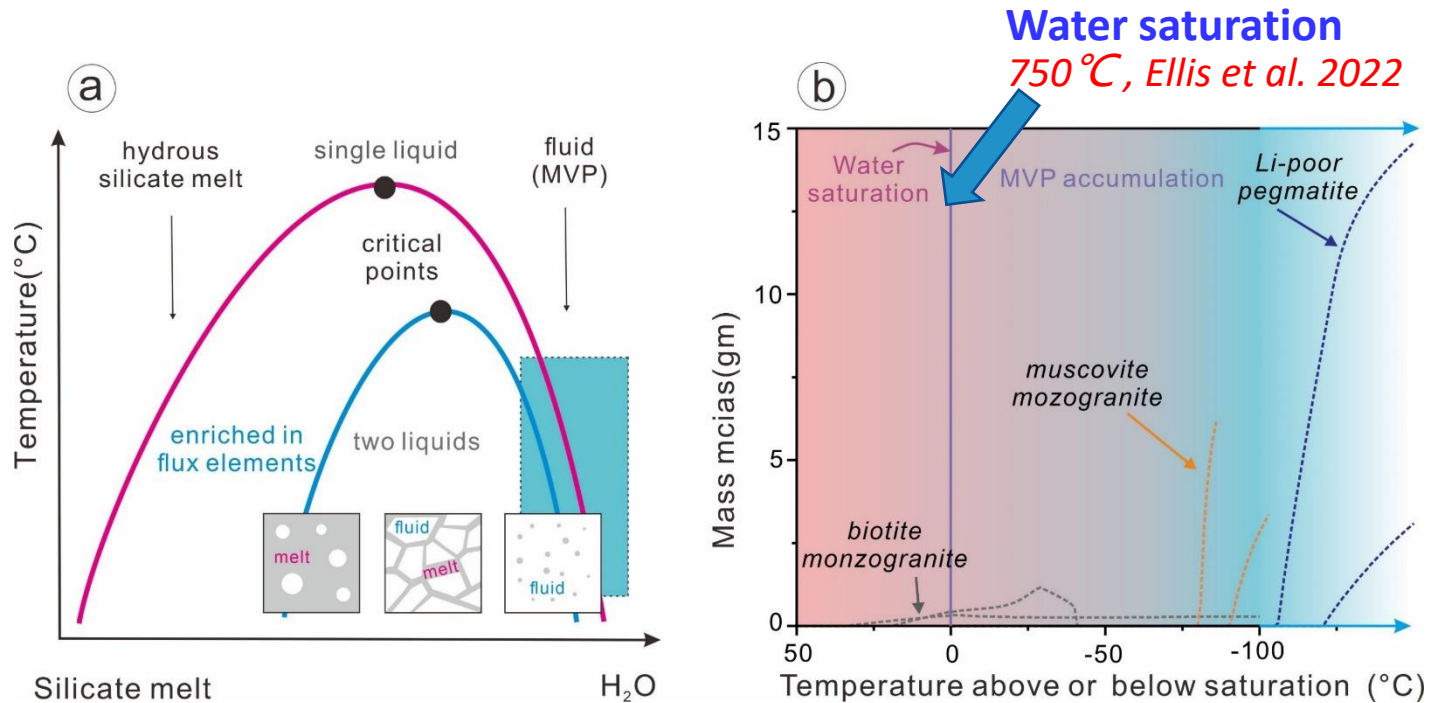 Water saturation
750℃, Ellis et al. 2022
a
hydrous
silicate melt
single liquid
fluid
(MVP)
critical
points
Temperature(°C)
enriched in
flux elements
two liquids
melt
fluid
melt
fluid
Silicate melt
H₂O
b
15
10
5
0
Mass mcias(gm)
Water
saturation
MVP accumulation
Li-poor
pegmatite
muscovite
mozogranite
biotite
monzogranite
50
0
-50
-100
Temperature above or below saturation (°C)